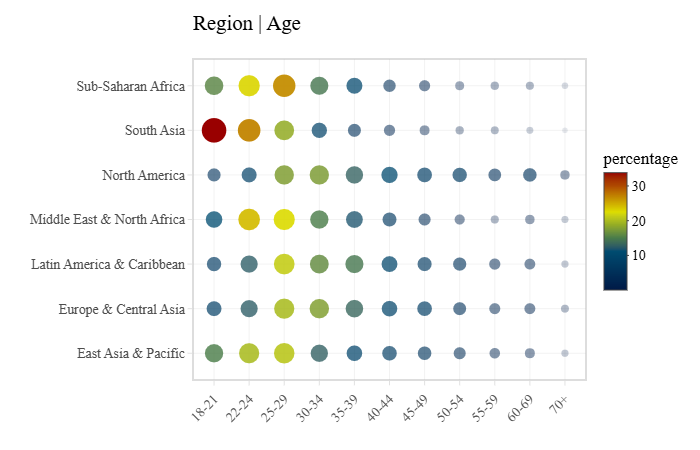 Region | Age
Sub-Saharan Africa
South Asia
North America
Middle East & North Africa
Latin America & Caribbean
Europe & Central Asia
East Asia & Pacific
18-21
22-24
25-29
30-34
35-39
40-44
45-49
50-54
55-59
60-69
70+
percentage
30
20
10